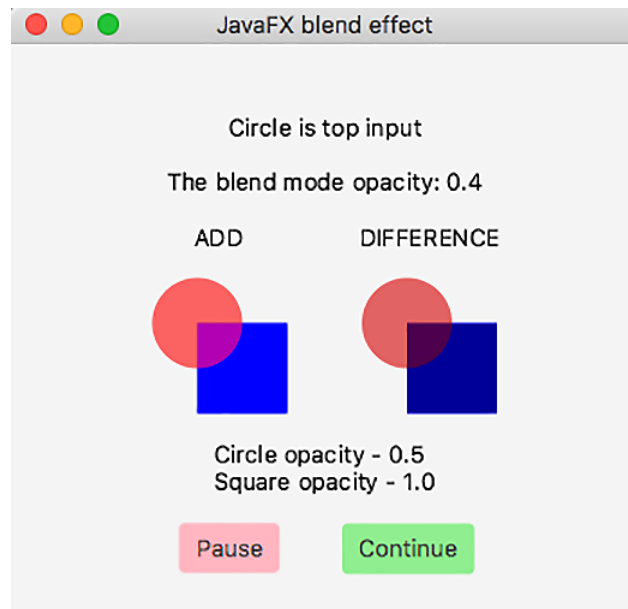 JavaFX blend effect
Circle is top input
The blend mode opacity: 0.4
ADD DIFFERENCE
Circle opacity - 0.5
Square opacity - 1.0
Pause Continue